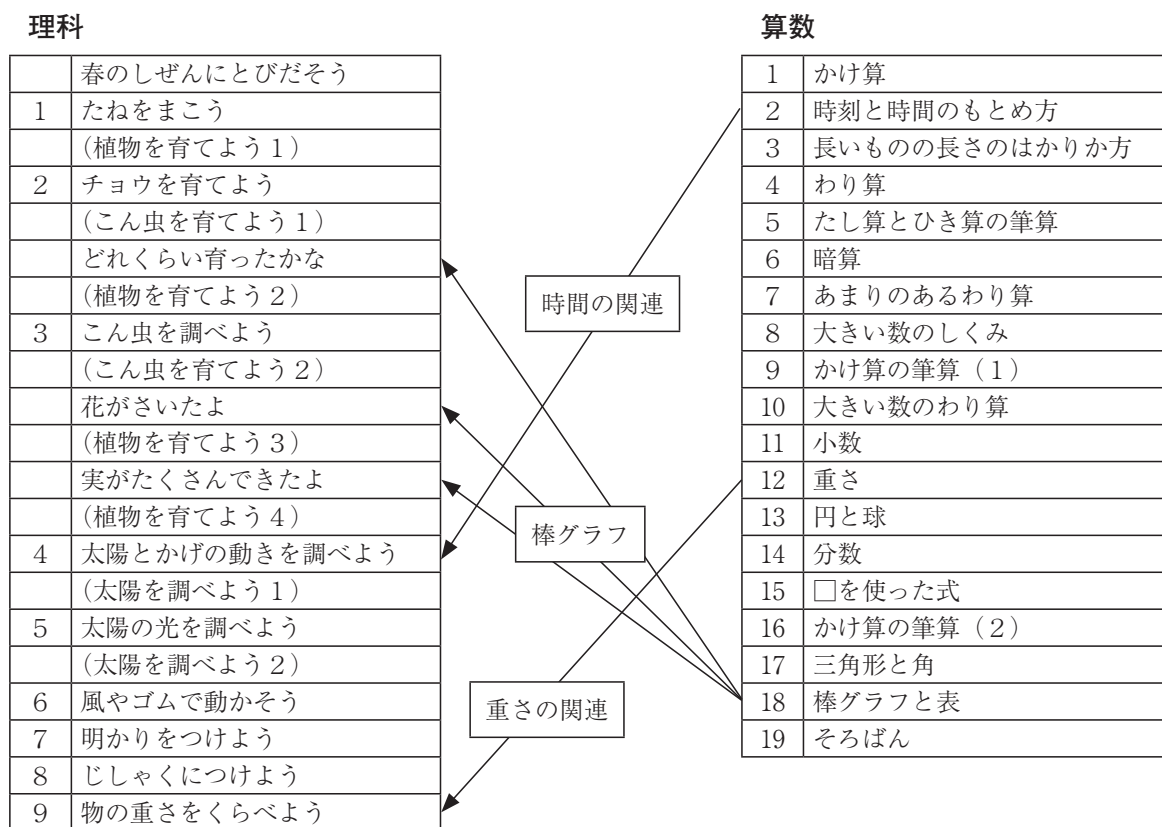 理科
春のしぜんにとびだそう
1 たねをまこう
(植物を育てよう1)
2 チョウを育てよう
(こん虫を育てよう1)
どれくらい育ったかな
(植物を育てよう2)
3 こん虫を調べよう
(こん虫を育てよう2)
花がさいたよ
(植物を育てよう3)
実がたくさんできたよ
(植物を育てよう4)
4 太陽とかげの動きを調べよう
(太陽を調べよう1)
5 太陽の光を調べよう
(太陽を調べよう2)
6 風やゴムで動かそう
7 明かりをつけよう
8 じしゃくにつけよう
9 物の重さをくらべよう
時間の関連
棒グラフ
重さの関連
算数
1 かけ算
2 時刻と時間のもとめ方
3 長いものの長さのはかりか方
4 わり算
5 たし算とひき算の筆算
6 暗算
7 あまりのあるわり算
8 大きい数のしくみ
9 かけ算の筆算(1)
10 大きい数のわり算
11 小数
12 重さ
13 円と球
14 分数
15 □を使った式
16 かけ算の筆算(2)
17 三角形と角
18 棒グラフと表
19 そろばん